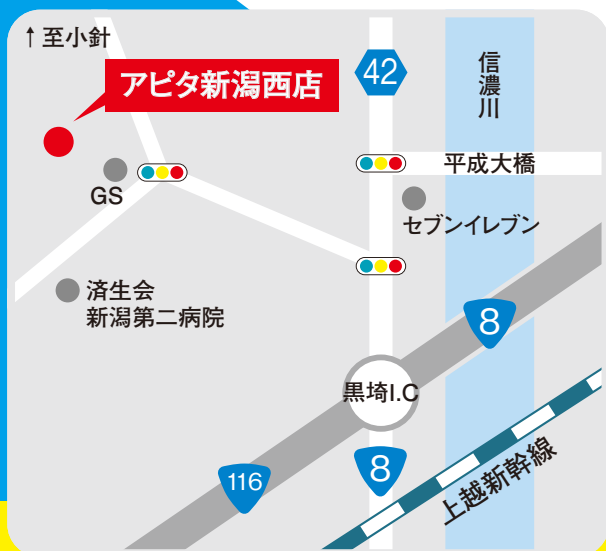 ↑至小針
アピタ新潟西店
42
信濃川
平成大橋
GS
セブンイレブン
済生会
新潟第二病院
8
黒埼I.C
8
116
上越新幹線